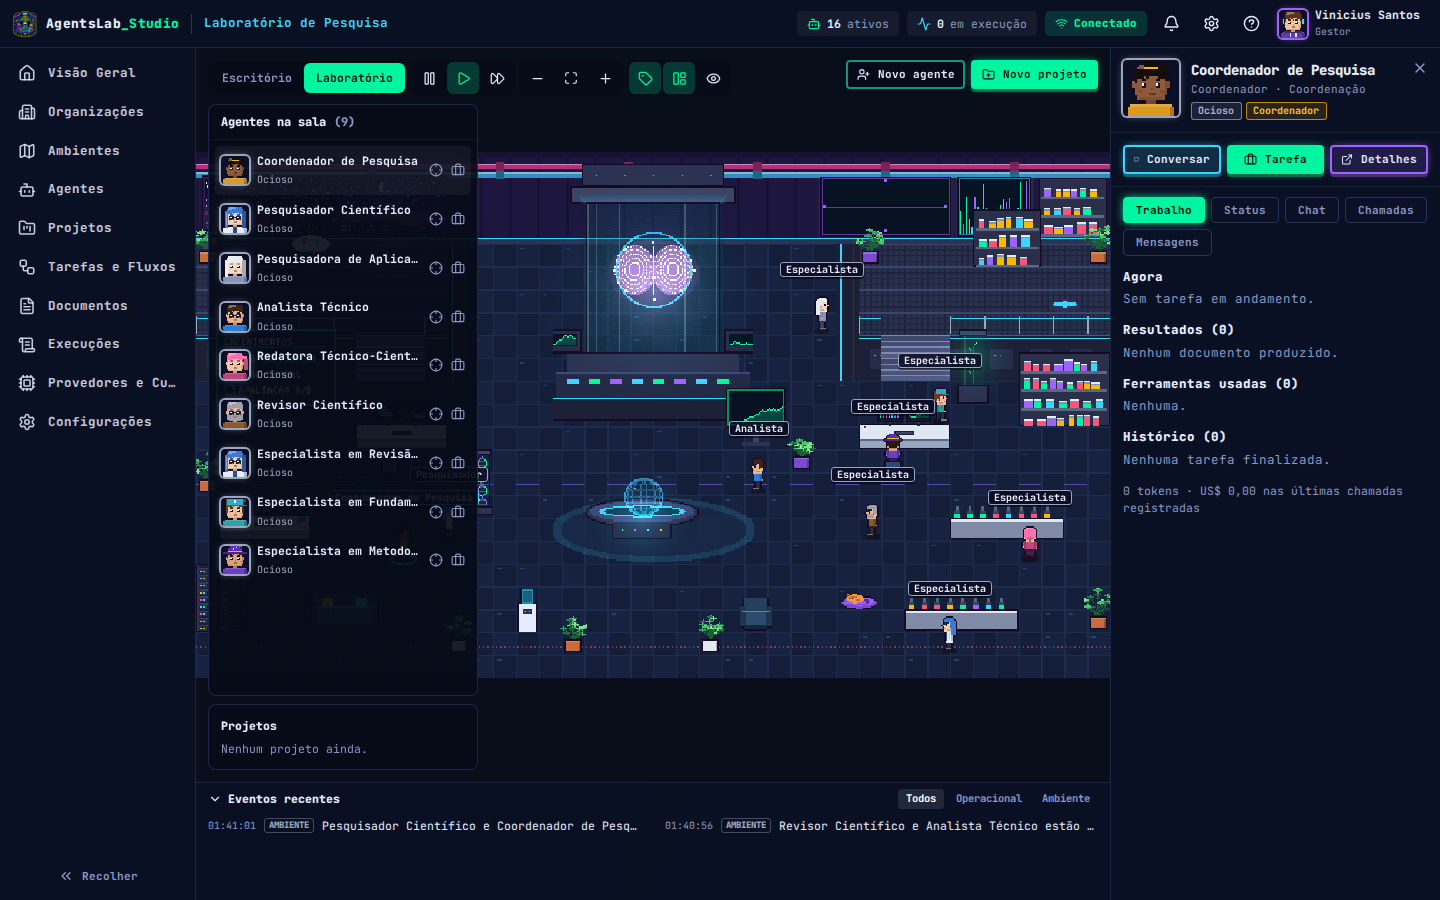 AgentsLab_Studio
Laboratório de Pesquisa
16 ativos
0 em execução
Conectado
Vinicius Santos
Gestor
Visão Geral
Organizações
Ambientes
Agentes
Projetos
Tarefas e Fluxos
Documentos
Execuções
Provedores e Cu…
Configurações
Recolher
Escritório
Laboratório
Novo agente
Novo projeto
Agentes na sala (9)
Coordenador de Pesquisa
Ocioso
Pesquisador Científico
Ocioso
Pesquisadora de Aplica…
Ocioso
Analista Técnico
Ocioso
Redatora Técnico-Cient…
Ocioso
Revisor Científico
Ocioso
Especialista em Revisã…
Ocioso
Especialista em Fundam…
Ocioso
Especialista em Metodo…
Ocioso
Projetos
Nenhum projeto ainda.
Especialista
Especialista
Especialista
Analista
Especialista
Pesquisador
Especialista
Especialista
Eventos recentes
Todos
Operacional
Ambiente
01:41:01 AMBIENTE Pesquisador Científico e Coordenador de Pesq…
01:40:56 AMBIENTE Revisor Científico e Analista Técnico estão …
Coordenador de Pesquisa
Coordenador · Coordenação
Ocioso
Coordenador
Conversar
Tarefa
Detalhes
Trabalho
Status
Chat
Chamadas
Mensagens
Agora
Sem tarefa em andamento.
Resultados (0)
Nenhum documento produzido.
Ferramentas usadas (0)
Nenhuma.
Histórico (0)
Nenhuma tarefa finalizada.
0 tokens · US$ 0,00 nas últimas chamadas
registradas